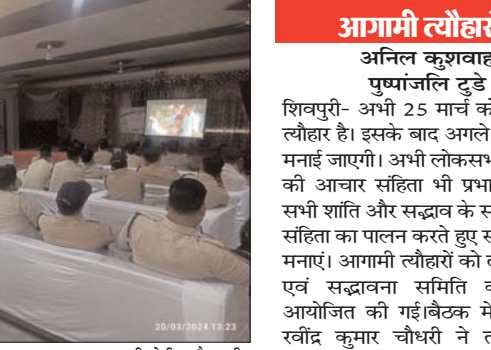 20/03/2024 13:23
आगामी त्यौहारों
अनिल कुशवाह
पुष्पांजलि टुडे
शिवपुरी- अभी 25 मार्च को
त्यौहार है। इसके बाद अगले
मनाई जाएगी। अभी लोकसभ
की आचार संहिता भी प्रभा
सभी शांति और सद्भाव के स
संहिता का पालन करते हुए स
मनाएं। आगामी त्यौहारों को
एवं सद्भावना समिति
आयोजित की गई।बैठक मे
रवींद्र कुमार चौधरी ने